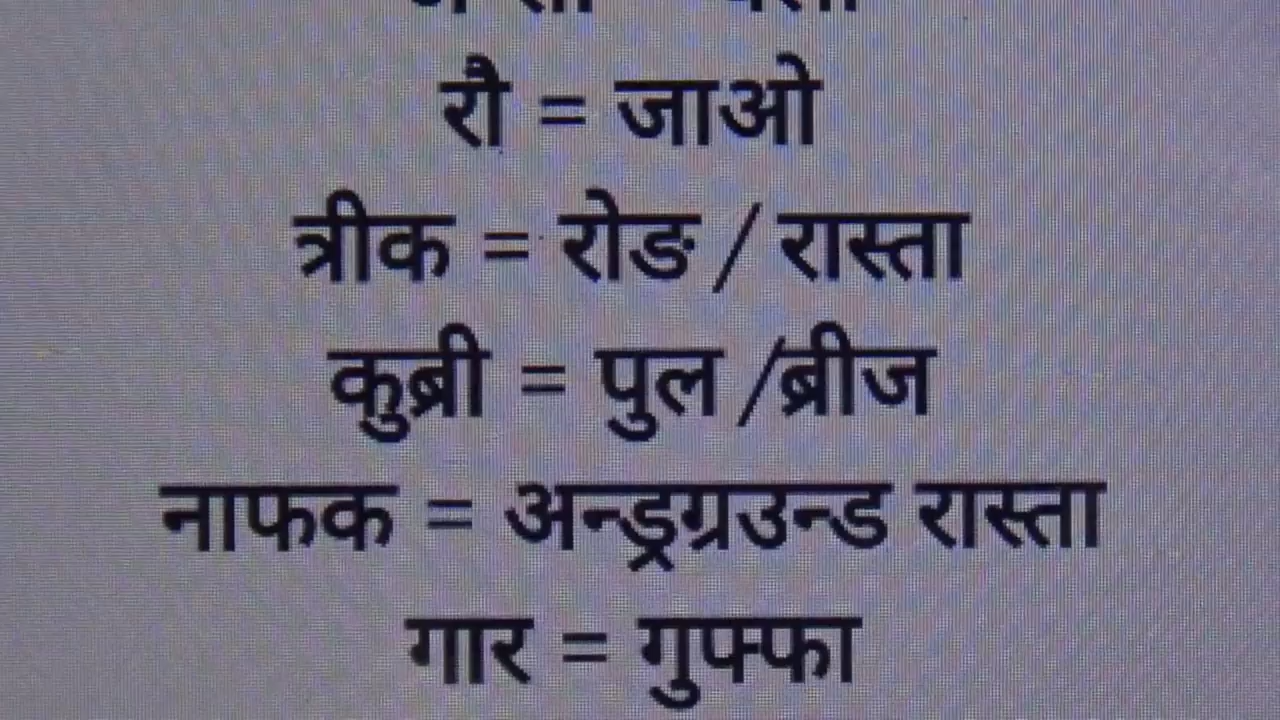 रौ = जाओ
त्रीक = रोङ / रास्ता
कुब्री = पुल /ब्रीज
नाफक = अन्ड्रग्रउन्ड रास्ता
गार = गुफ्फा